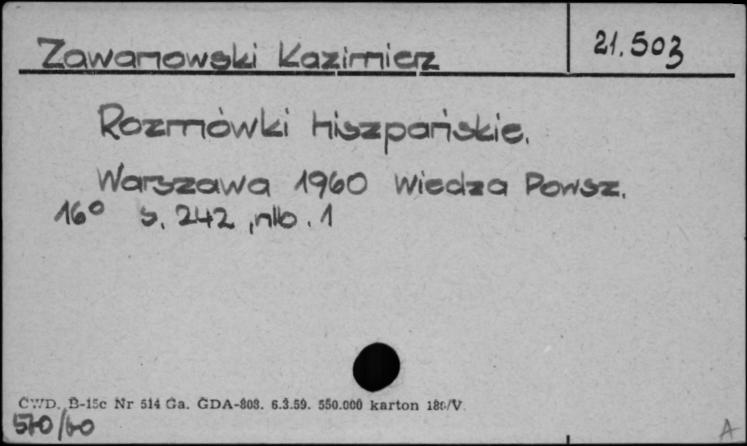 Zawanowski Kazimierz
21.503
Rozmówki hiszpańskie.
Warszawa 1960 Wiedza Powsz.
16° s. 242, nlb. 1
CWD. B-15c Nr 514 Ga. GDA-808. 6.3.59. 550.000 karton 180/V
570/60
A